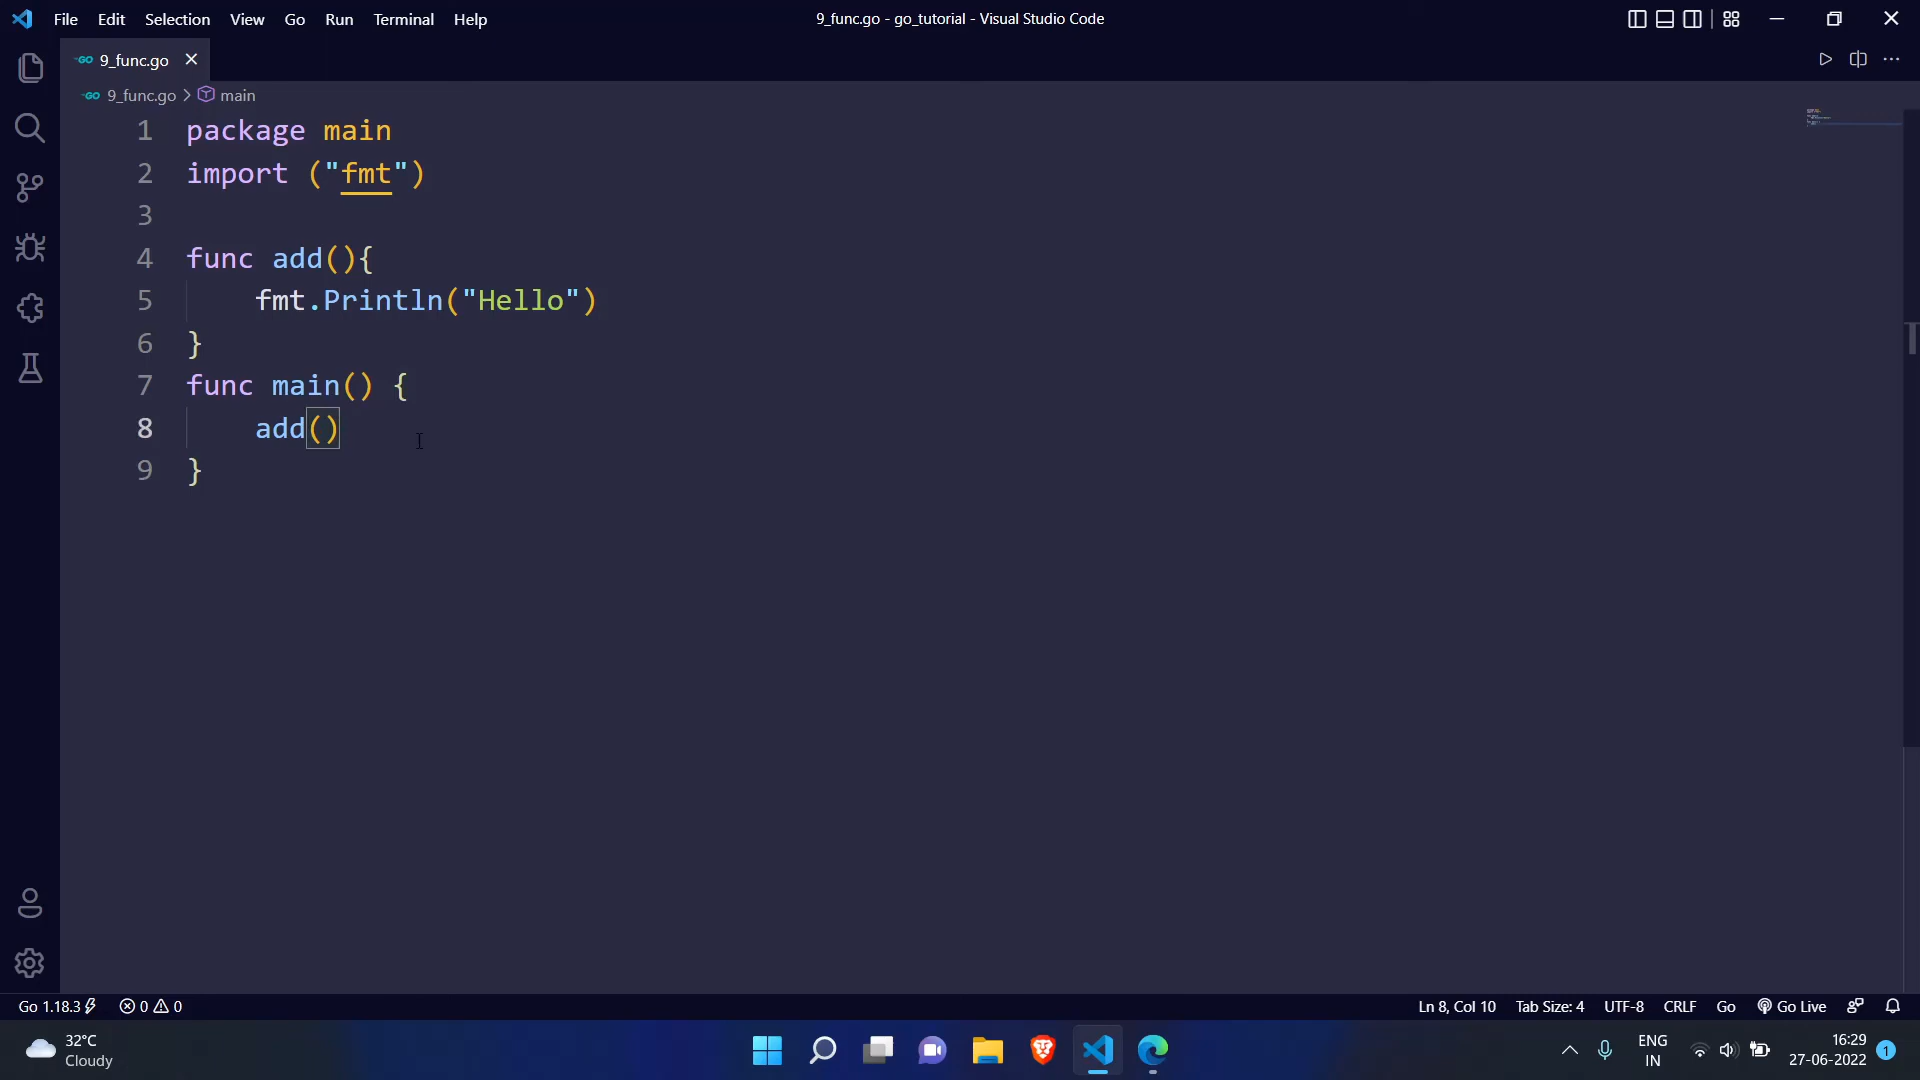 File Edit Selection View Go Run Terminal Help 9_func.go - go_tutorial - Visual Studio Code
GO 9_func.go
GO 9_func.go > main
1 package main
2 import ("fmt")
3
4 func add(){
5 fmt.Println("Hello")
6 }
7 func main() {
8 add()
9 }
Go 1.18.3 0 0 Ln 8, Col 10 Tab Size: 4 UTF-8 CRLF Go Go Live
32°C
Cloudy
ENG
IN
16:29
27-06-2022
1